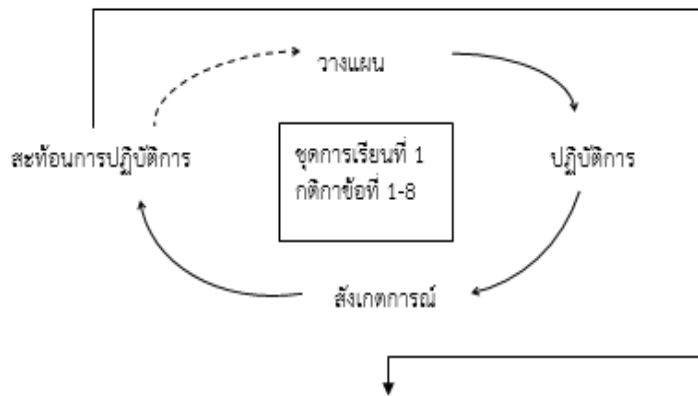 วางแผน
สะท้อนการปฏิบัติการ
ชุดการเรียนที่ 1
กติกาข้อที่ 1-8
ปฏิบัติการ
สังเกตการณ์